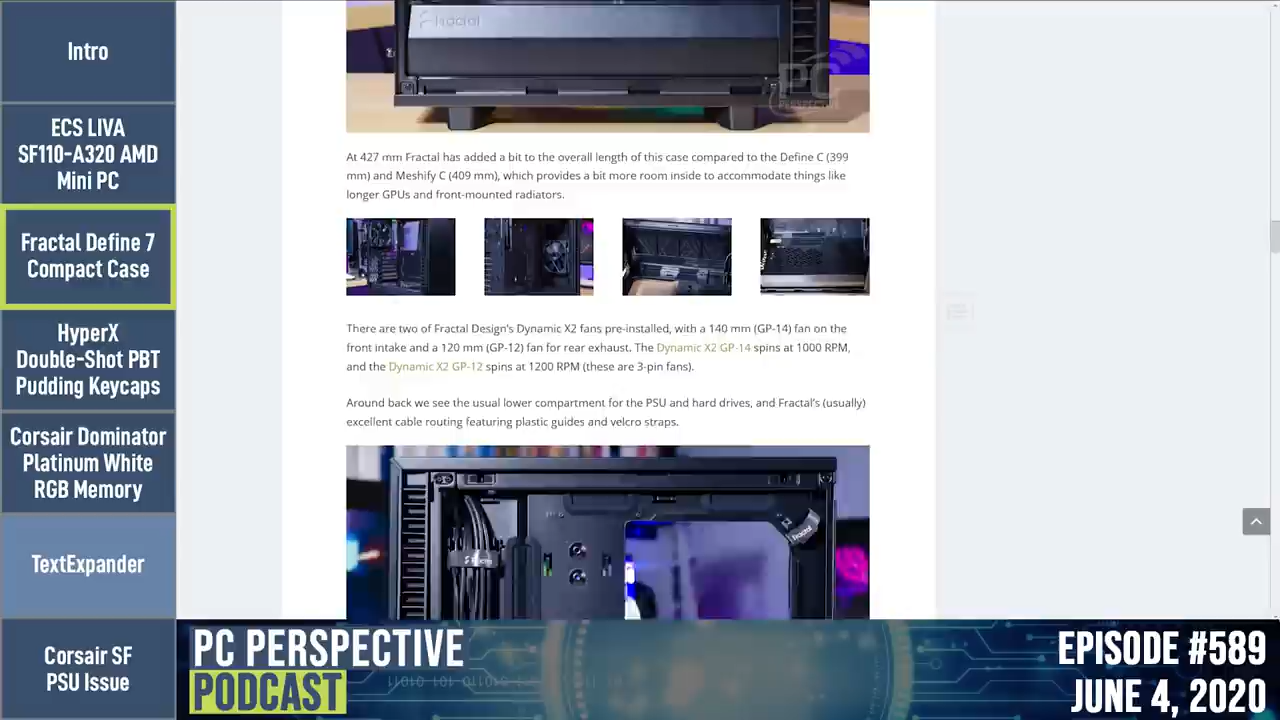 Intro
ECS LIVA
SF110-A320 AMD
Mini PC
Fractal Define 7
Compact Case
HyperX
Double-Shot PBT
Pudding Keycaps
Corsair Dominator
Platinum White
RGB Memory
TextExpander
Corsair SF
PSU Issue
fractal
PC
PERSPECTIVE
At 427 mm Fractal has added a bit to the overall length of this case compared to the Define C (399
mm) and Meshify C (409 mm), which provides a bit more room inside to accommodate things like
longer GPUs and front-mounted radiators.
There are two of Fractal Design's Dynamic X2 fans pre-installed, with a 140 mm (GP-14) fan on the
front intake and a 120 mm (GP-12) fan for rear exhaust. The Dynamic X2 GP-14 spins at 1000 RPM,
and the Dynamic X2 GP-12 spins at 1200 RPM (these are 3-pin fans).
Around back we see the usual lower compartment for the PSU and hard drives, and Fractal's (usually)
excellent cable routing featuring plastic guides and velcro straps.
fractal
PC PERSPECTIVE
PODCAST
EPISODE #589
JUNE 4, 2020